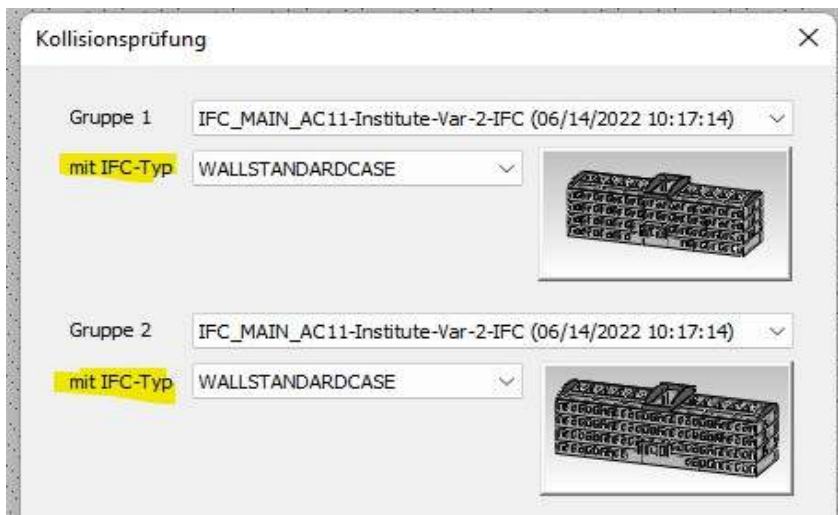 Kollisionsprüfung
Gruppe 1 IFC_MAIN_AC11-Institute-Var-2-IFC (06/14/2022 10:17:14)
mit IFC-Typ WALLSTANDARDCASE
Gruppe 2 IFC_MAIN_AC11-Institute-Var-2-IFC (06/14/2022 10:17:14)
mit IFC-Typ WALLSTANDARDCASE